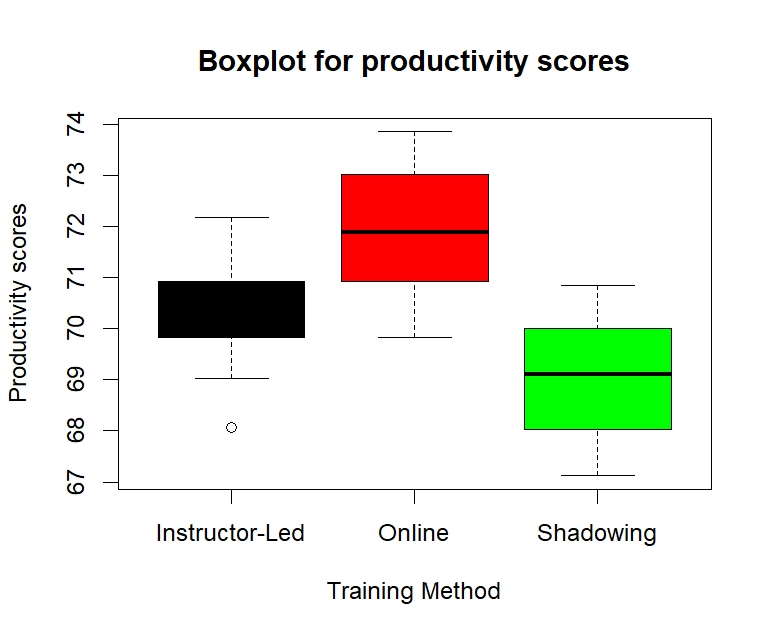 Boxplot for productivity scores
Productivity scores
74
73
72
71
70
69
68
67
Instructor-Led Online Shadowing
Training Method